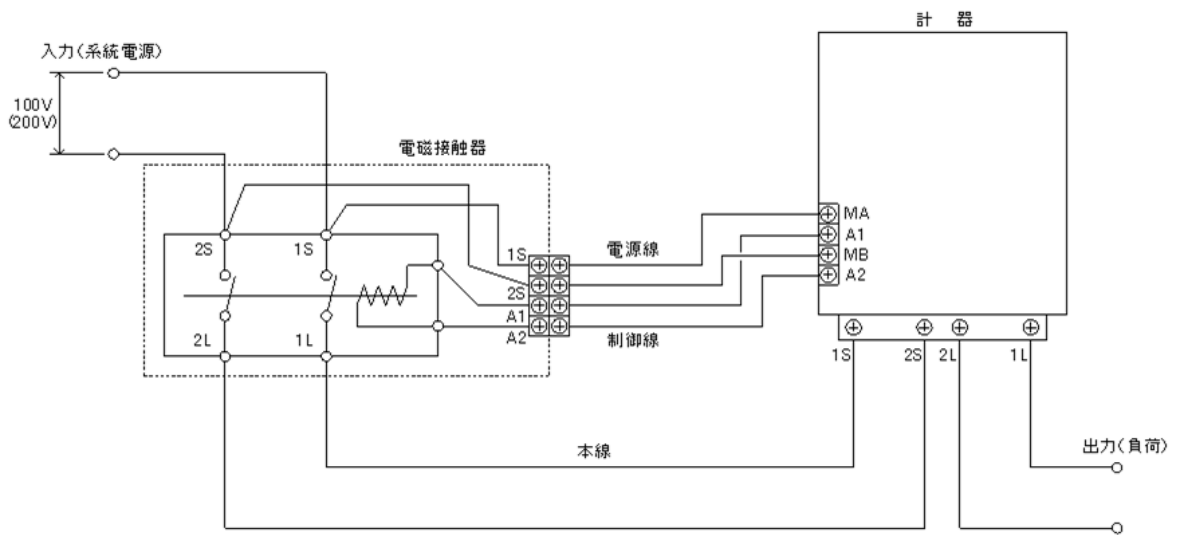 計 器
入力(系統電源)
100V
(200V)
電磁接触器
2S
1S
2L
1L
1S
2S
A1
A2
電源線
制御線
MA
A1
MB
A2
1S
2S
2L
1L
本線
出力(負荷)